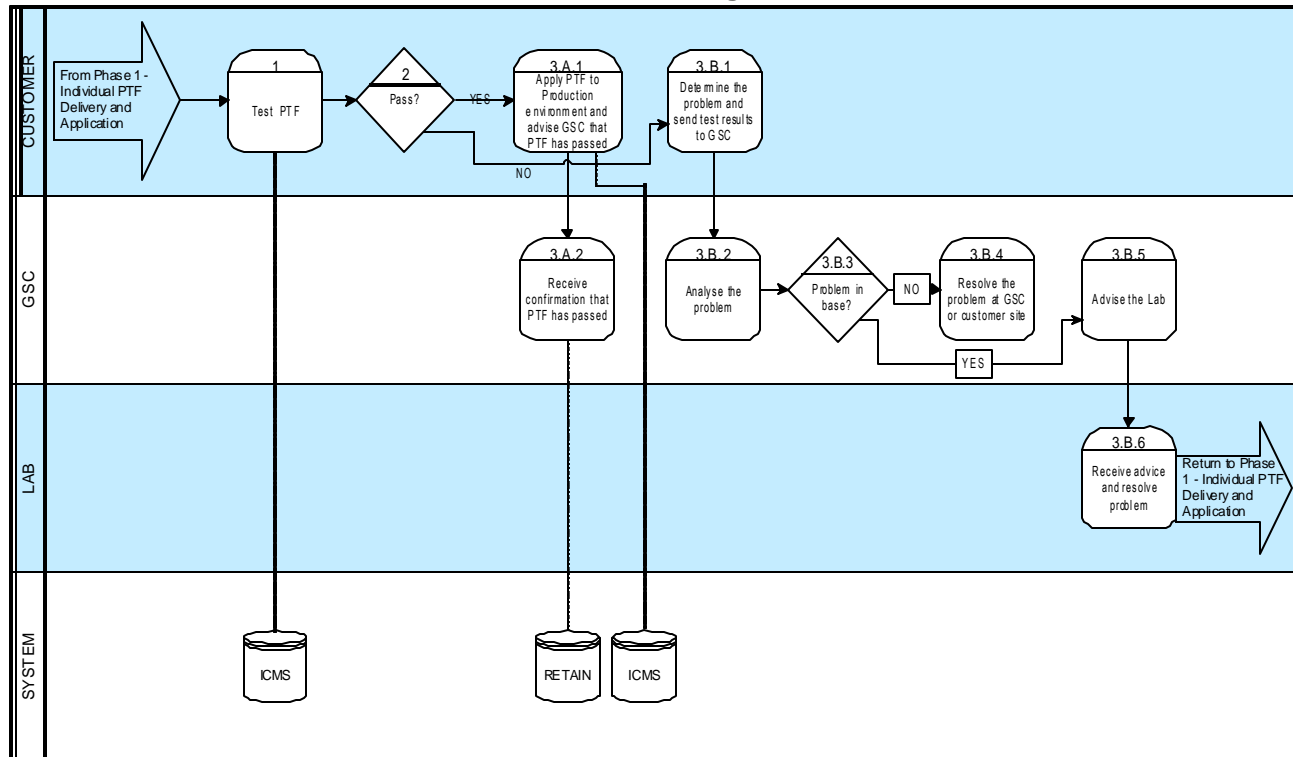 CUSTOMER
From Phase 1 -
Individual PTF
Delivery and
Application
1
Test PTF
2
Pass?
YES
NO
3.A.1
Apply PTF to
Production
environment and
advise GSC that
PTF has passed
3.B.1
Determine the
problem and
send test results
to GSC
GSC
3.A.2
Receive
confirmation that
PTF has passed
3.B.2
Analyse the
problem
3.B.3
Problem in
base?
NO
YES
3.B.4
Resolve the
problem at GSC
or customer site
3.B.5
Advise the Lab
LAB
3.B.6
Receive advice
and resolve
problem
Return to Phase
1 - Individual PTF
Delivery and
Application
SYSTEM
ICMS
RETAIN
ICMS